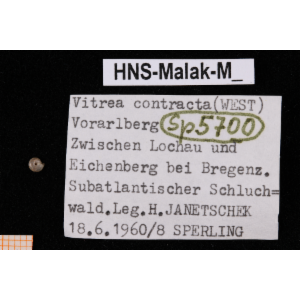 HNS-Malak-M_
Vitrea contracta(WEST)
Vorarlberg Sp5700
Zwischen Lochau und
Eichenberg bei Bregenz.
Subatlantischer Schluch=
wald.Leg.H.JANETSCHEK
18.6.1960/8 SPERLING